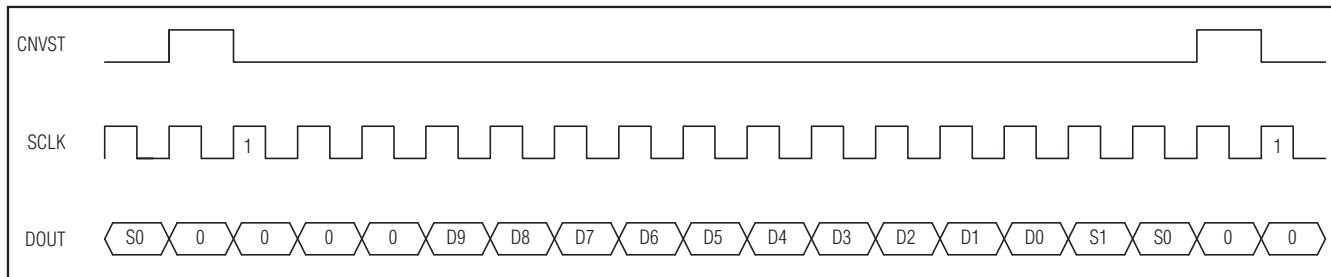 CNVST
SCLK 1 1
DOUT S0 0 0 0 0 D9 D8 D7 D6 D5 D4 D3 D2 D1 D0 S1 S0 0 0